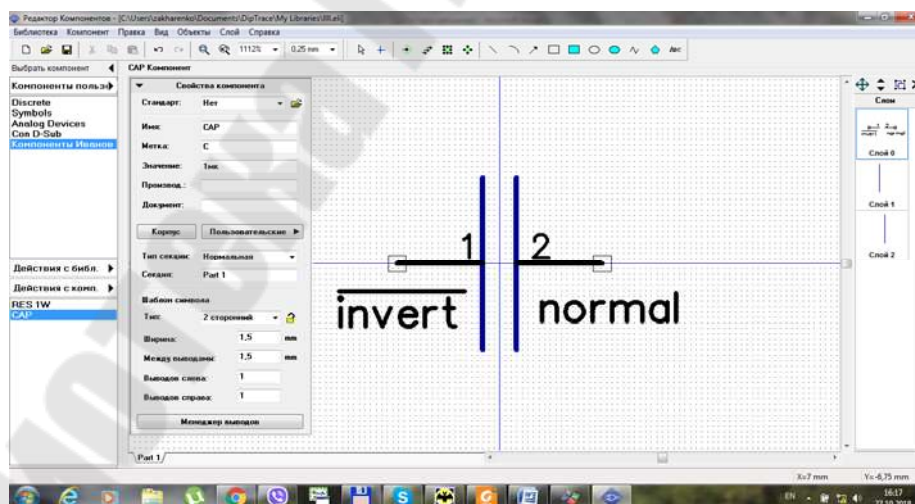 Редактор Компонентов - [C:\Users\zakharenko\Documents\DipTrace\My Libraries\IIII.eli]
Библиотека Компонент Правка Вид Объекты Слой Справка
1112% 0,25 mm Abc
Выбрать компонент
CAP Компонент
Компоненты пользо
Discrete
Symbols
Analog Devices
Con D-Sub
Компоненты Иванов
Действия с библ.
Действия с комп.
RES 1W
CAP
Свойства компонента
Стандарт: Нет
Имя: CAP
Метка: C
Значение: 1мк
Производ.:
Документ:
Корпус Пользовательские
Тип секции: Нормальная
Секция: Part 1
Шаблон символа
Тип: 2 сторонний
Ширина: 1,5 mm
Между выводами: 1,5 mm
Выводов слева: 1
Выводов справа: 1
Менеджер выводов
1 2
invert normal
Слои
Слой 0
Слой 1
Слой 2
Part 1
X=7 mm Y=-6,75 mm
EN 16:17